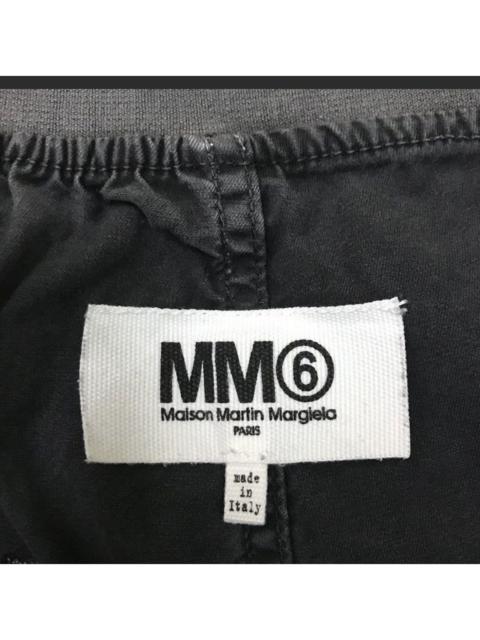 MM⑥
Maison Martin Margiela
PARIS
made
in
Italy